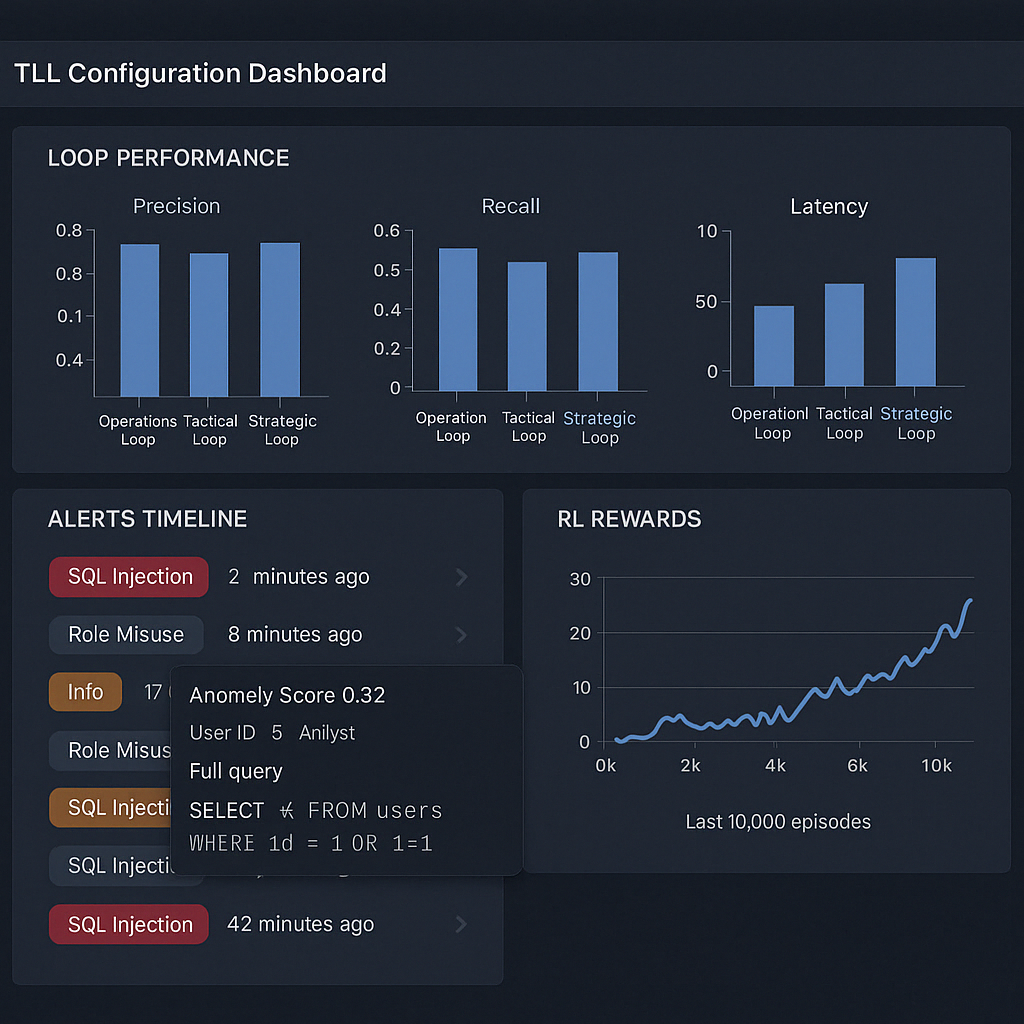 TLL Configuration Dashboard
LOOP PERFORMANCE
Precision
0.8
0.8
0.1
0.4
Operations Tactical Strategic
Loop Loop Loop
Recall
0.6
0.5
0.4
0.2
0
Operation Tactical Strategic
Loop Loop Loop
Latency
10
50
0
Operationl Tactical Strategic
Loop Loop Loop
ALERTS TIMELINE
SQL Injection 2 minutes ago
Role Misuse 8 minutes ago
Info 17
Role Misus
SQL Injecti
SQL Injecti
SQL Injection 42 minutes ago
Anomely Score 0.32
User ID 5 Anilyst
Full query
SELECT FROM users
WHERE 1d = 1 OR 1=1
RL REWARDS
30
20
10
0
0k 2k 4k 6k 10k
Last 10,000 episodes